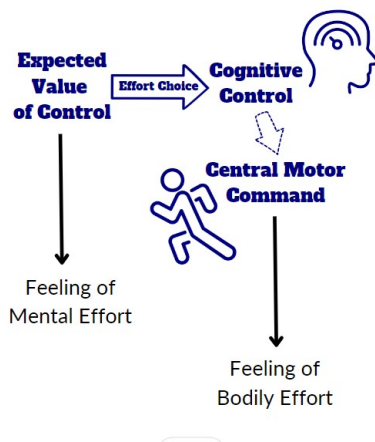 Expected
Value
of Control
Effort Choice
Cognitive
Control
Central Motor
Command
Feeling of
Mental Effort
Feeling of
Bodily Effort